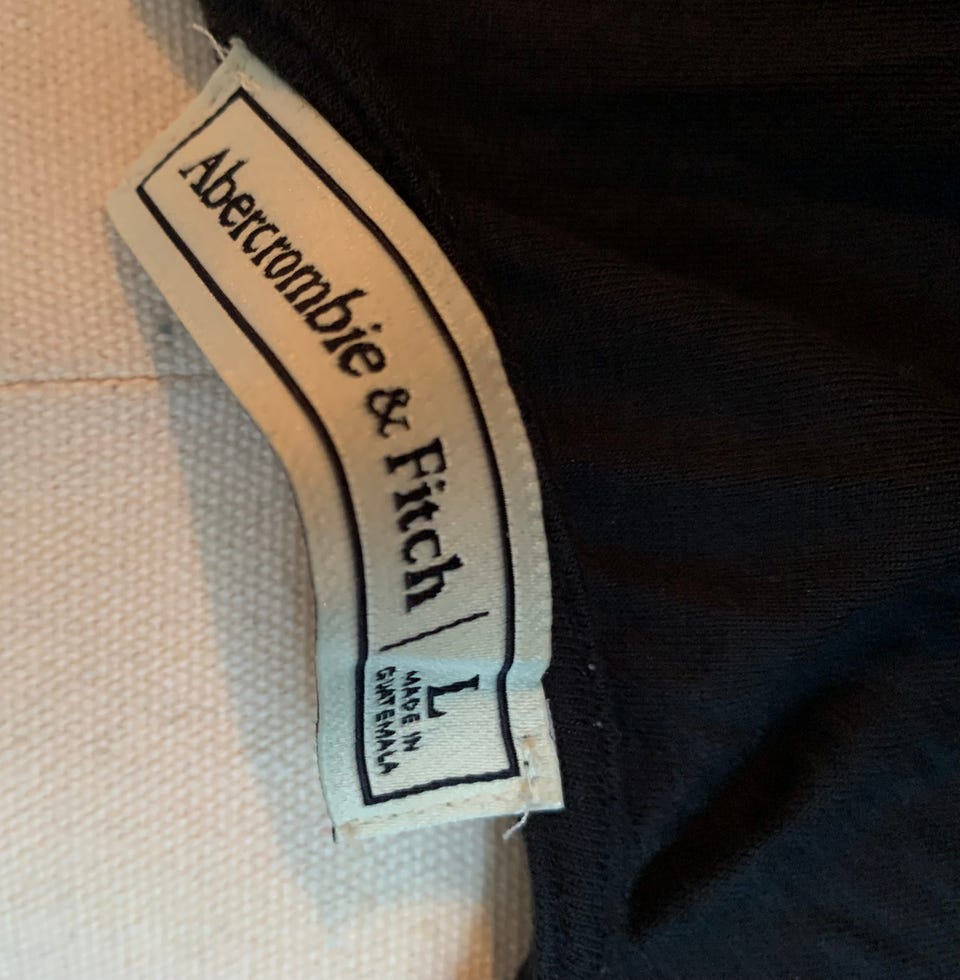 Abercrombie & Fitch
L
MADE IN
GUATEMALA